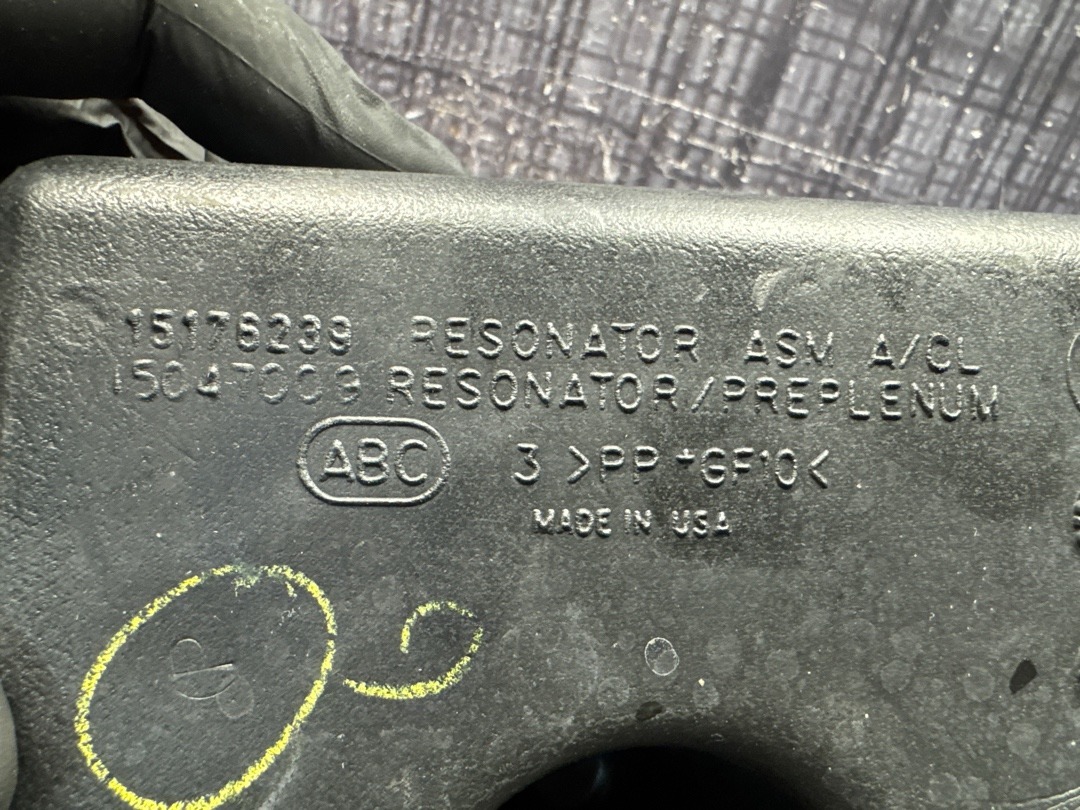 15176239 RESONATOR ASM A/CL
15047009 RESONATOR/PREPLENUM
ABC 3 >PP+GF10<
MADE IN USA